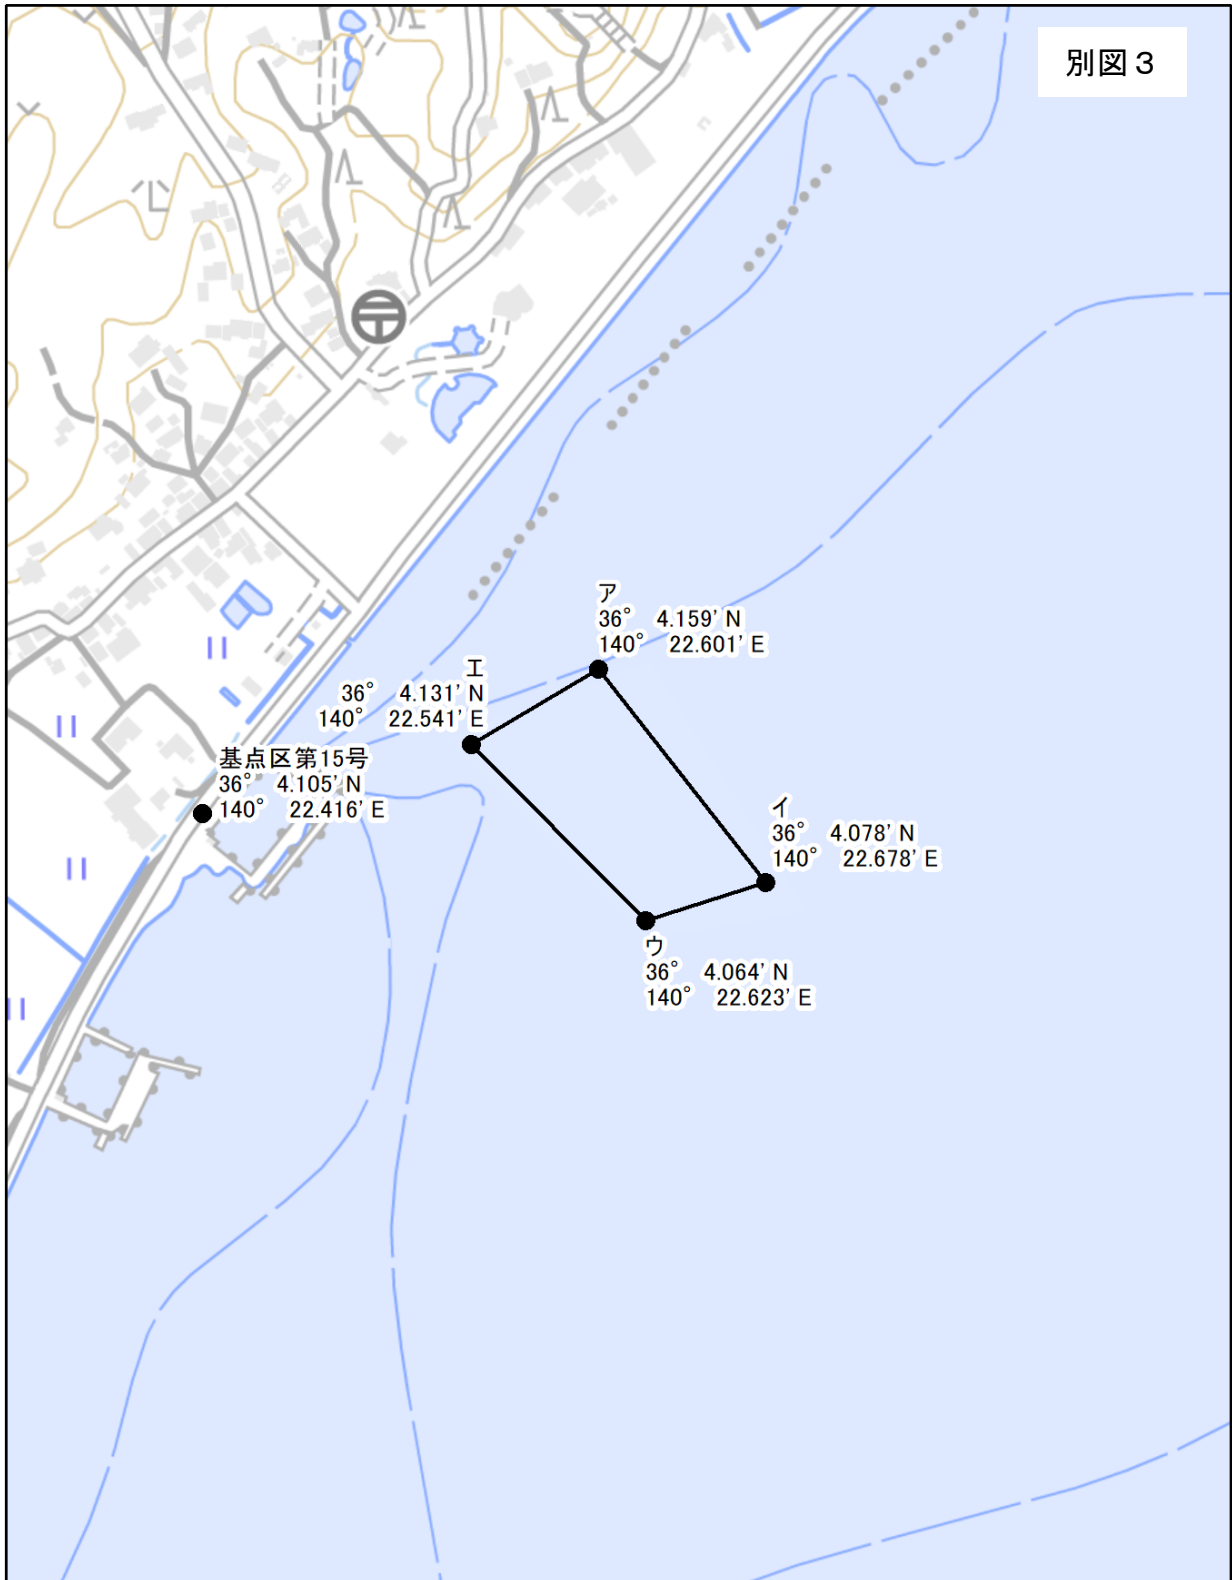 別図３
ア
36°　4.159' N
140°　22.601' E
エ
36°　4.131' N
140°　22.541' E
基点区第15号
36°　4.105' N
140°　22.416' E
イ
36°　4.078' N
140°　22.678' E
ウ
36°　4.064' N
140°　22.623' E